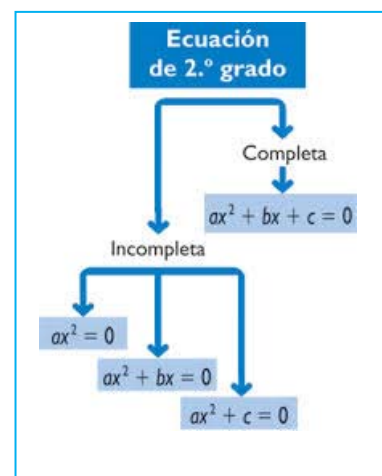 Ecuación
de 2.º grado
Completa
ax² + bx + c = 0
Incompleta
ax² = 0
ax² + bx = 0
ax² + c = 0